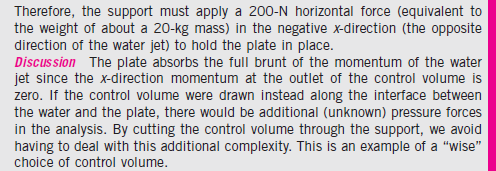 Therefore, the support must apply a 200-N horizontal force (equivalent to
the weight of about a 20-kg mass) in the negative x-direction (the opposite
direction of the water jet) to hold the plate in place.
Discussion The plate absorbs the full brunt of the momentum of the water
jet since the x-direction momentum at the outlet of the control volume is
zero. If the control volume were drawn instead along the interface between
the water and the plate, there would be additional (unknown) pressure forces
in the analysis. By cutting the control volume through the support, we avoid
having to deal with this additional complexity. This is an example of a “wise”
choice of control volume.